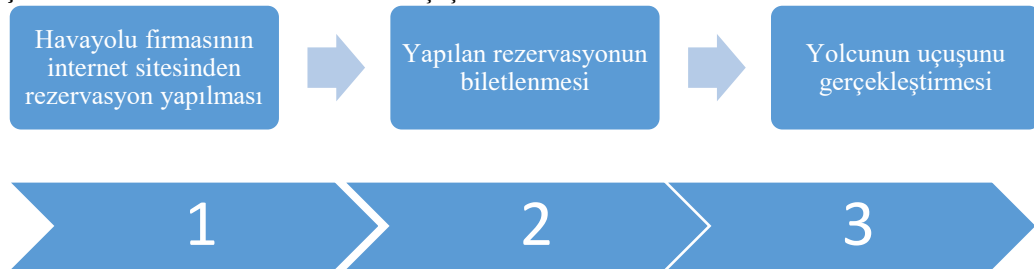 Havayolu firmasının
internet sitesinden
rezervasyon yapılması
Yapılan rezervasyonun
biletlenmesi
Yolcunun uçuşunu
gerçekleştirmesi
1
2
3